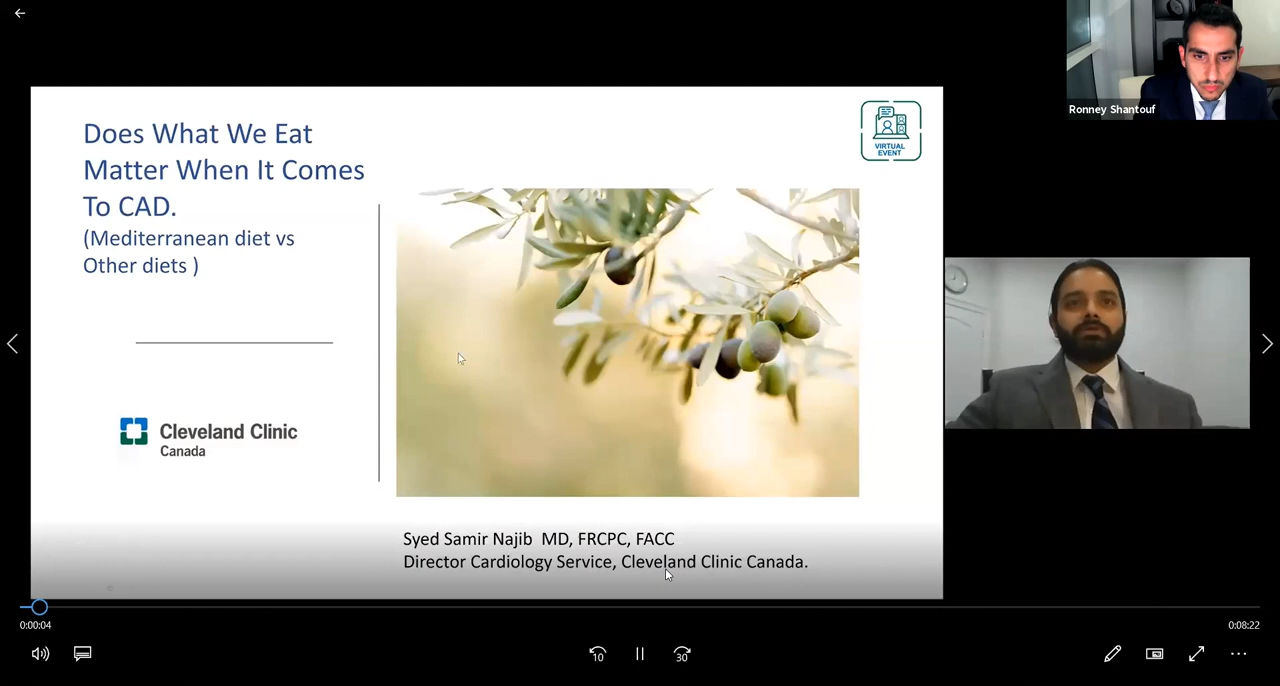 Ronney Shantouf
Does What We Eat
Matter When It Comes
To CAD.
(Mediterranean diet vs
Other diets )
VIRTUAL
EVENT
Cleveland Clinic
Canada
Syed Samir Najib  MD, FRCPC, FACC
Director Cardiology Service, Cleveland Clinic Canada.
0:00:04
0:08:22
10
30